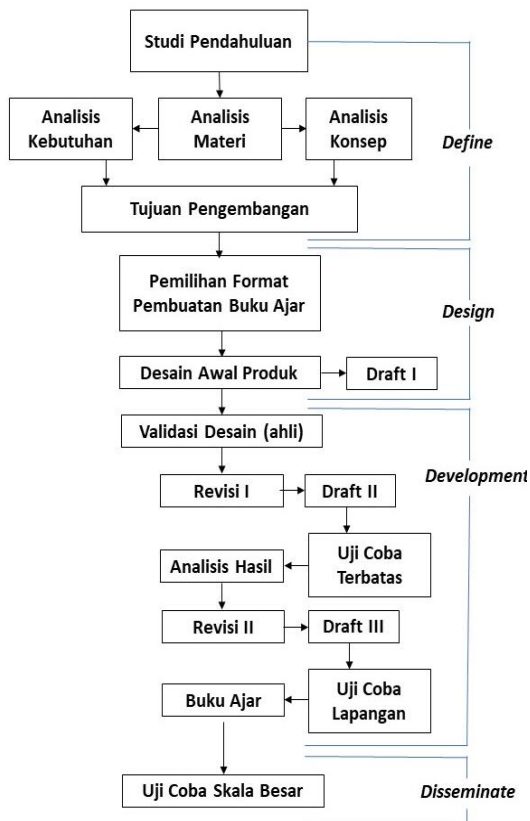 Studi Pendahuluan
Analisis
Kebutuhan
Analisis
Materi
Analisis
Konsep
Define
Tujuan Pengembangan
Pemilihan Format
Pembuatan Buku Ajar
Design
Desain Awal Produk
Draft I
Validasi Desain (ahli)
Development
Revisi I
Draft II
Uji Coba
Terbatas
Analisis Hasil
Revisi II
Draft III
Uji Coba
Lapangan
Buku Ajar
Uji Coba Skala Besar
Disseminate